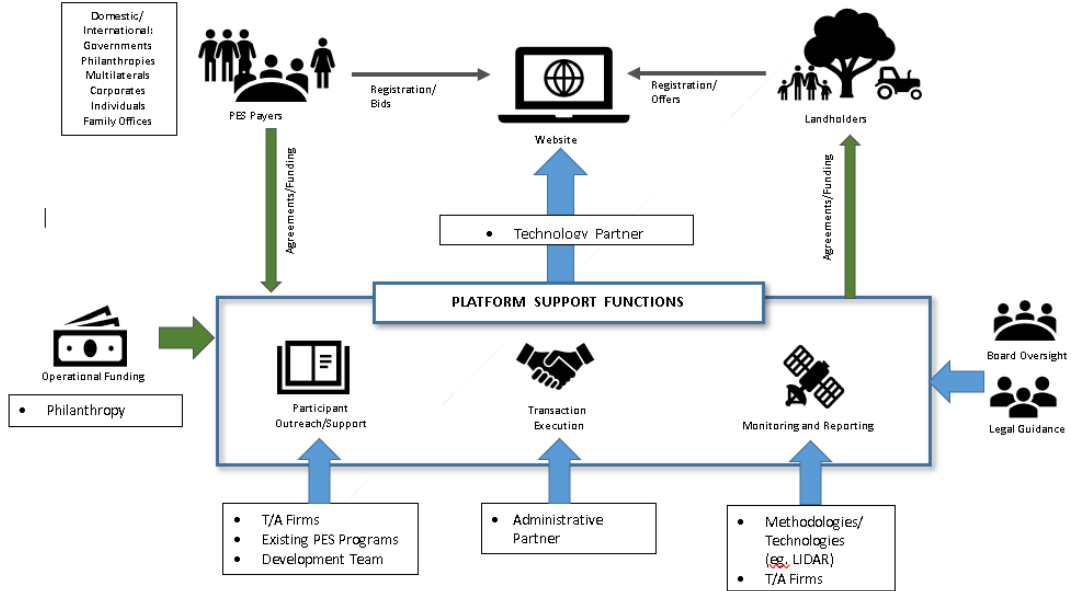 Domestic/
International:
Governments
Philanthropies
Multilaterals
Corporates
Individuals
Family Offices
PES Payers
Registration/
Bids
Website
Registration/
Offers
Landholders
Agreements/Funding
Agreements/Funding
• Technology Partner
PLATFORM SUPPORT FUNCTIONS
Operational Funding
• Philanthropy
Participant
Outreach/Support
Transaction
Execution
Monitoring and Reporting
Board Oversight
Legal Guidance
• T/A Firms
• Existing PES Programs
• Development Team
• Administrative
Partner
• Methodologies/
Technologies
(eg. LIDAR)
• T/A Firms